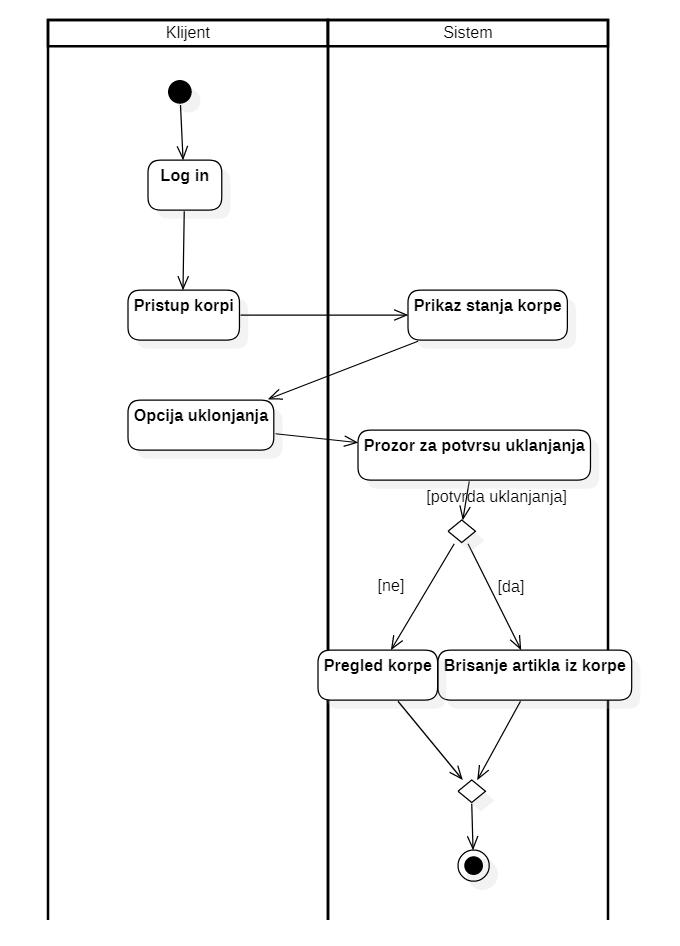 Klijent
Sistem
Log in
Pristup korpi
Prikaz stanja korpe
Opcija uklonjanja
Prozor za potvrsu uklanjanja
[potvrda uklanjanja]
[ne]
[da]
Pregled korpe
Brisanje artikla iz korpe